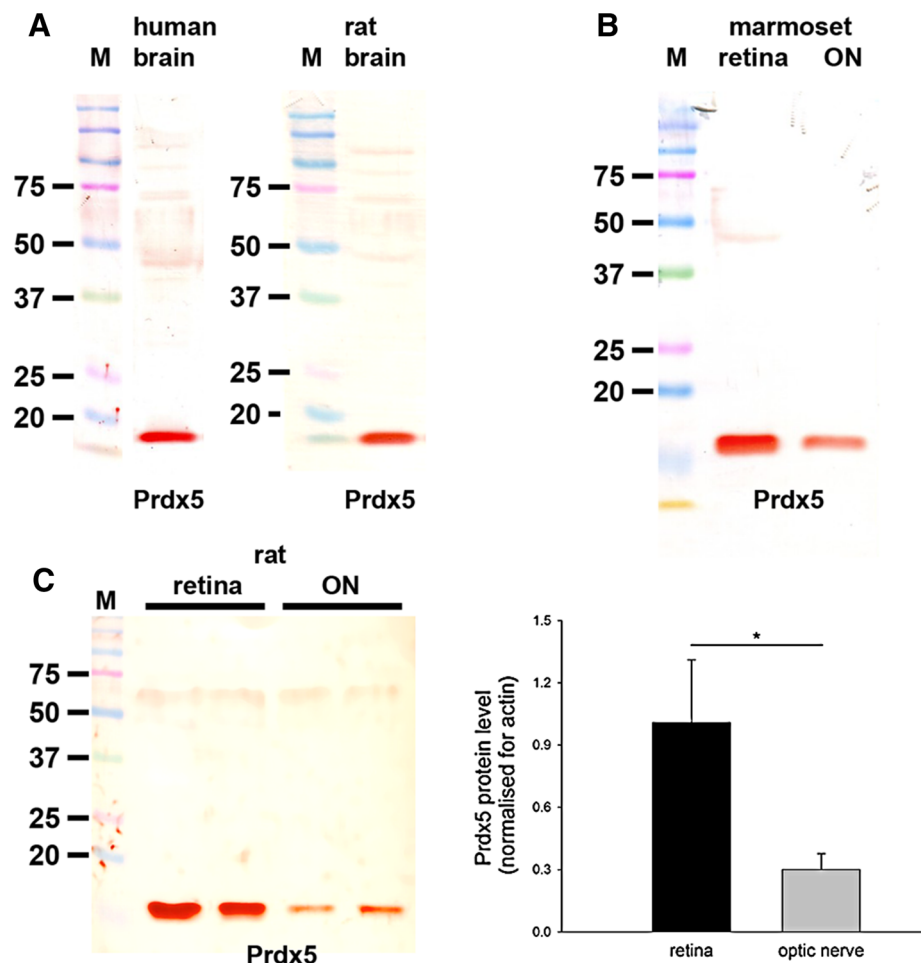 A
human
brain
M
75
50
37
25
20
Prdx5
rat
brain
M
75
50
37
25
20
Prdx5
B
marmoset
M retina ON
75
50
37
25
20
Prdx5
C
rat
retina ON
M
75
50
37
25
20
Prdx5
Prdx5 protein level
(normalised for actin)
1.5
1.2
0.9
0.6
0.3
0.0
*
retina optic nerve